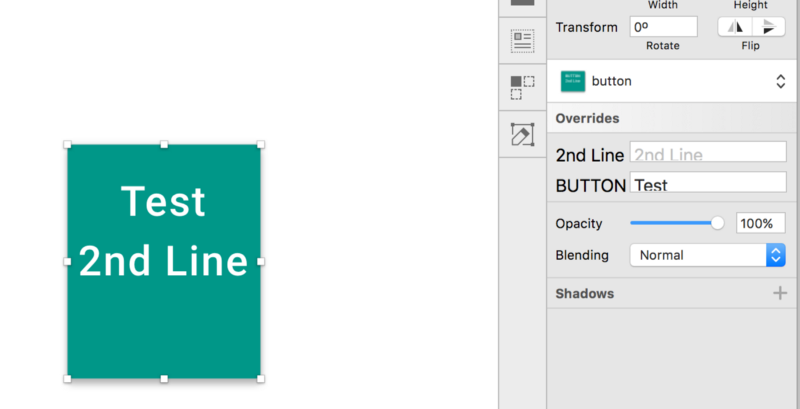 Width Height
Transform 0º
Rotate Flip
button
Overrides
2nd Line 2nd Line
BUTTON Test
Opacity 100%
Blending Normal
Shadows
Test
2nd Line